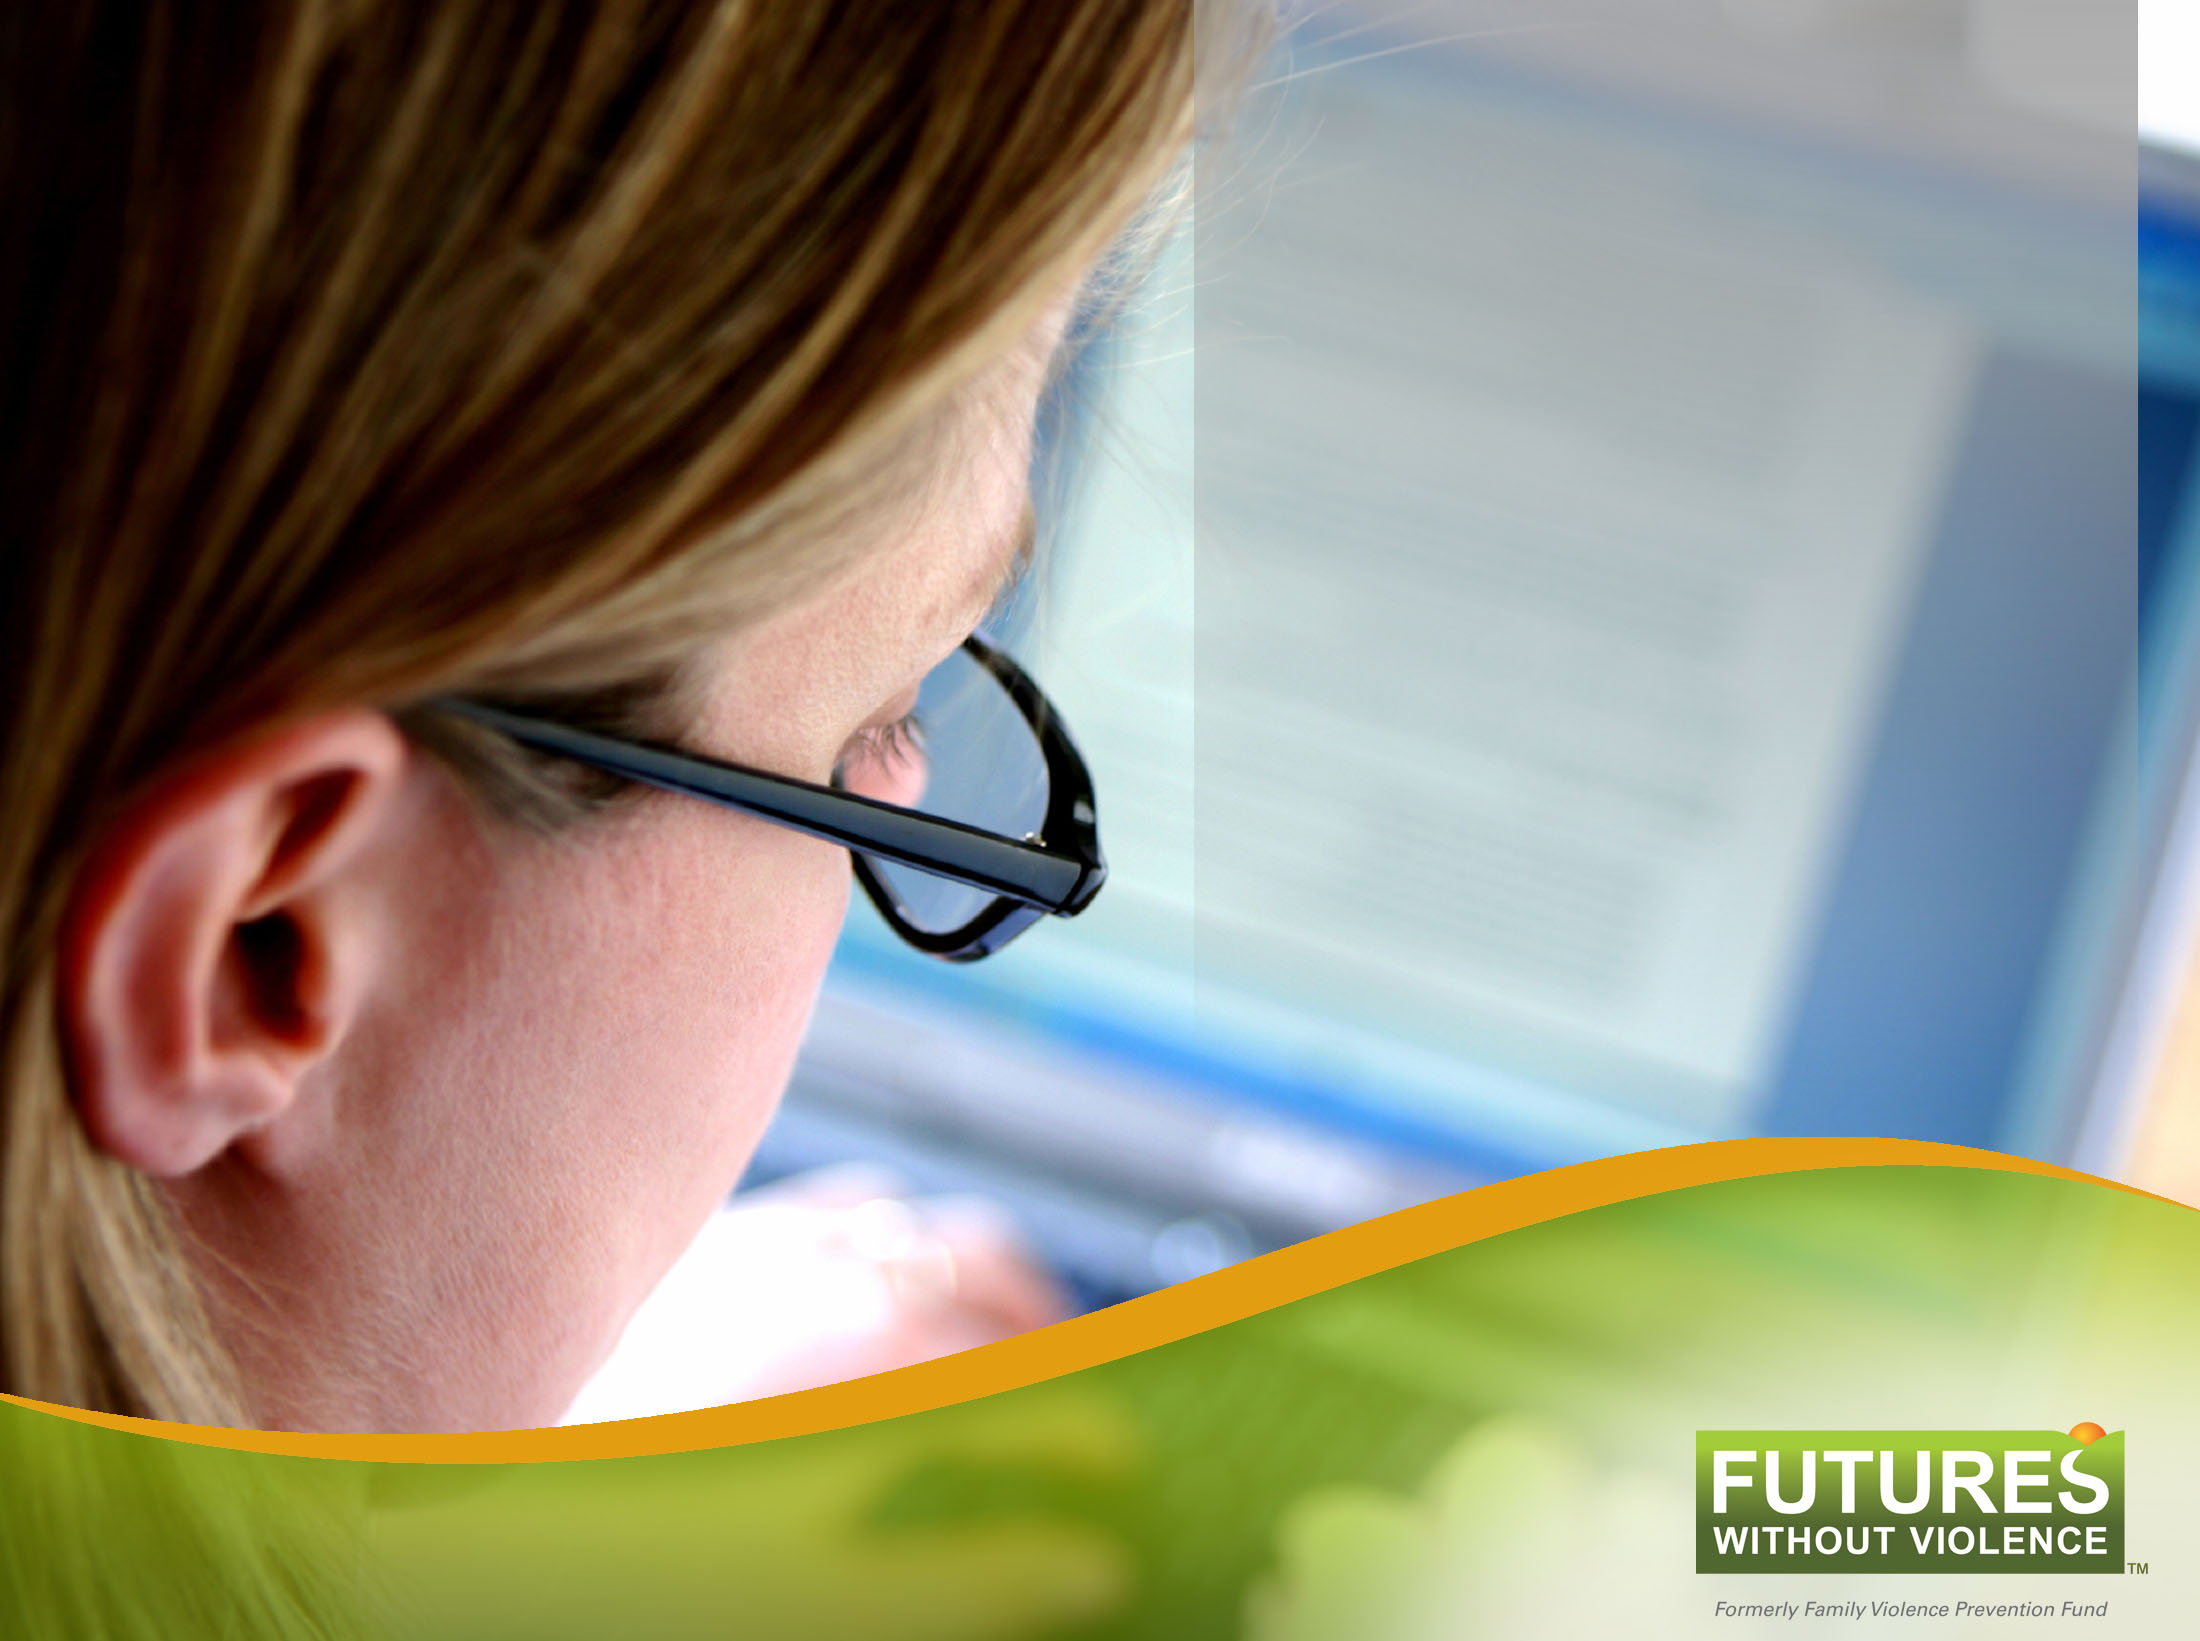 FUTURES
WITHOUT VIOLENCE
TM
Formerly Family Violence Prevention Fund